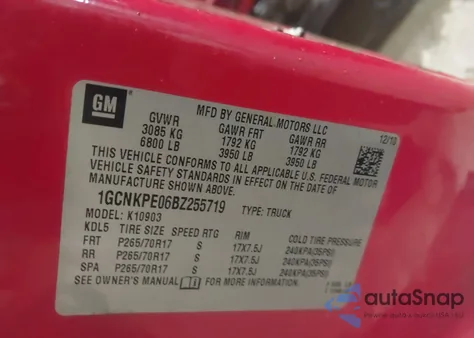 GM
MFD BY GENERAL MOTORS LLC
12/10
GVWR GAWR FRT GAWR RR
3085 KG 1792 KG 1792 KG
6800 LB 3950 LB 3950 LB
THIS VEHICLE CONFORMS TO ALL APPLICABLE U.S. FEDERAL MOTOR
VEHICLE SAFETY STANDARDS IN EFFECT ON THE DATE OF
MANUFACTURE SHOWN ABOVE.
1GCNKPE06BZ255719 TYPE: TRUCK
MODEL: K10903
KDL5 TIRE SIZE SPEED RTG RIM COLD TIRE PRESSURE
FRT P265/70R17 S 17X7.5J 240KPA(35PSI)
RR P265/70R17 S 17X7.5J 240KPA(35PSI)
SPA P265/70R17 S 17X7.5J 240KPA(35PSI)
SEE OWNER'S MANUAL FOR MORE INFORMATION.
autoSnap